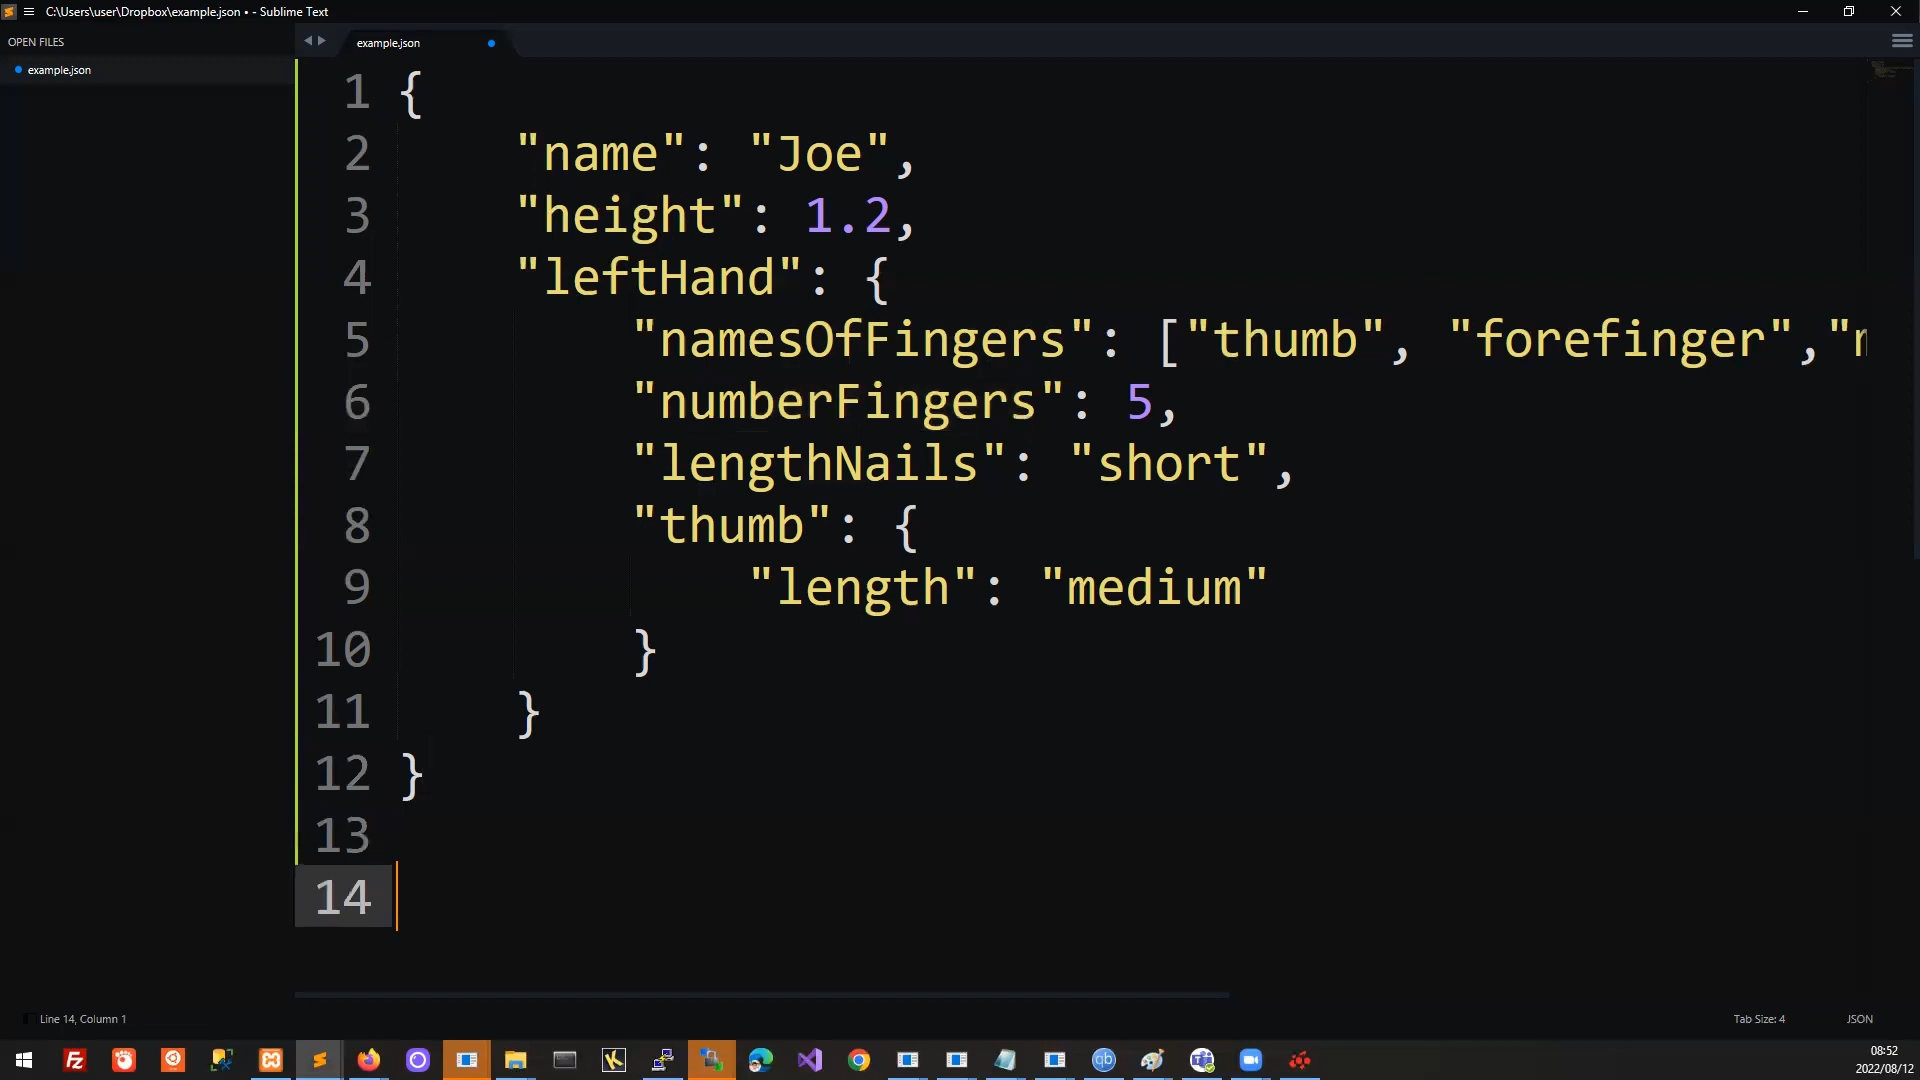 C:\Users\user\Dropbox\example.json • - Sublime Text
OPEN FILES
example.json
example.json
1 {
2 "name": "Joe",
3 "height": 1.2,
4 "leftHand": {
5 "namesOfFingers": ["thumb", "forefinger","
6 "numberFingers": 5,
7 "lengthNails": "short",
8 "thumb": {
9 "length": "medium"
10 }
11 }
12 }
13
14
Line 14, Column 1
Tab Size: 4
JSON
08:52
2022/08/12